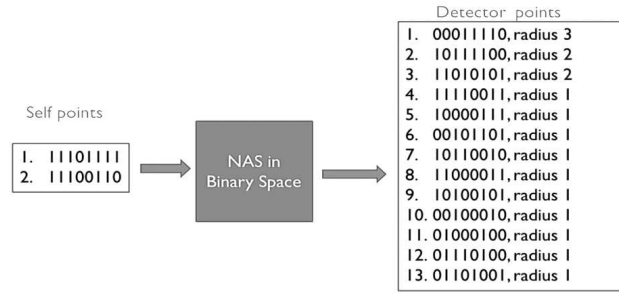 Detector points
1. 00011110, radius 3
2. 10111100, radius 2
3. 11010101, radius 2
4. 11110011, radius 1
5. 10000111, radius 1
6. 00101101, radius 1
7. 10110010, radius 1
8. 11000011, radius 1
9. 10100101, radius 1
10. 00100010, radius 1
11. 01000100, radius 1
12. 01110100, radius 1
13. 01101001, radius 1
Self points
1. 11101111
2. 11100110
NAS in
Binary Space